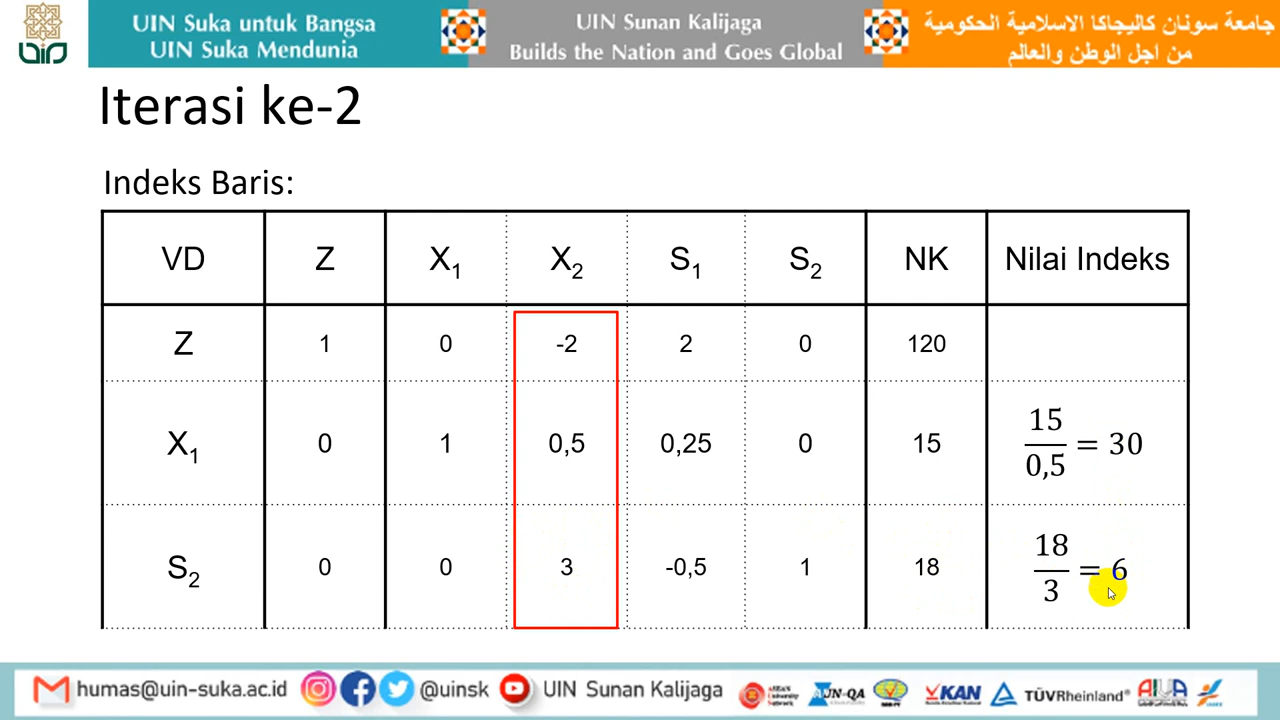 UIN Suka untuk Bangsa
UIN Suka Mendunia
UIN Sunan Kalijaga
Builds the Nation and Goes Global
جامعة سونان كاليجاكا الاسلامية الحكومية
من اجل الوطن والعالم
Iterasi ke-2
Indeks Baris:
VD Z X₁ X₂ S₁ S₂ NK Nilai Indeks
Z 1 0 -2 2 0 120
X₁ 0 1 0,5 0,25 0 15 15/0,5 = 30
S₂ 0 0 3 -0,5 1 18 18/3 = 6
humas@uin-suka.ac.id @uinsk UIN Sunan Kalijaga AUN-QA KAN TÜVRheinland®